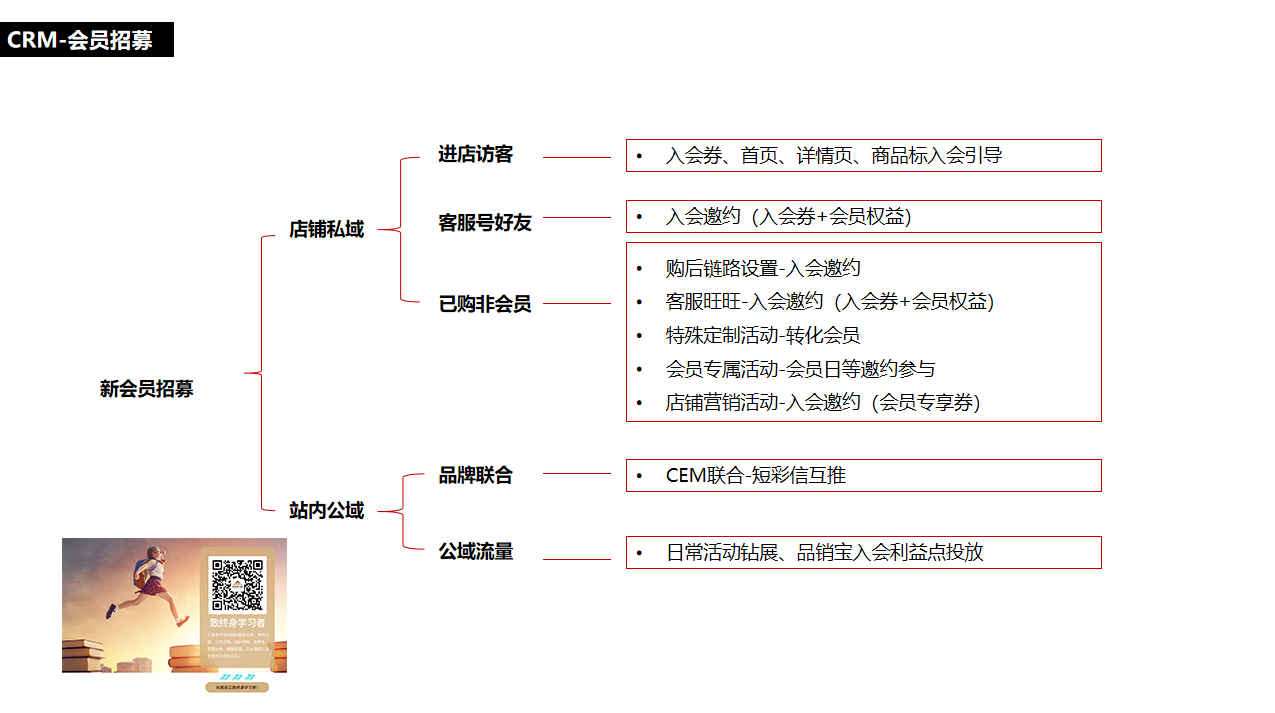 CRM-会员招募
进店访客
• 入会券、首页、详情页、商品标入会引导
店铺私域
客服号好友
• 入会邀约（入会券+会员权益）
已购非会员
• 购后链路设置-入会邀约
• 客服旺旺-入会邀约（入会券+会员权益）
• 特殊定制活动-转化会员
• 会员专属活动-会员日等邀约参与
• 店铺营销活动-入会邀约（会员专享券）
新会员招募
站内公域
品牌联合
• CEM联合-短彩信互推
公域流量
• 日常活动钻展、品销宝入会利益点投放
致终身学习者